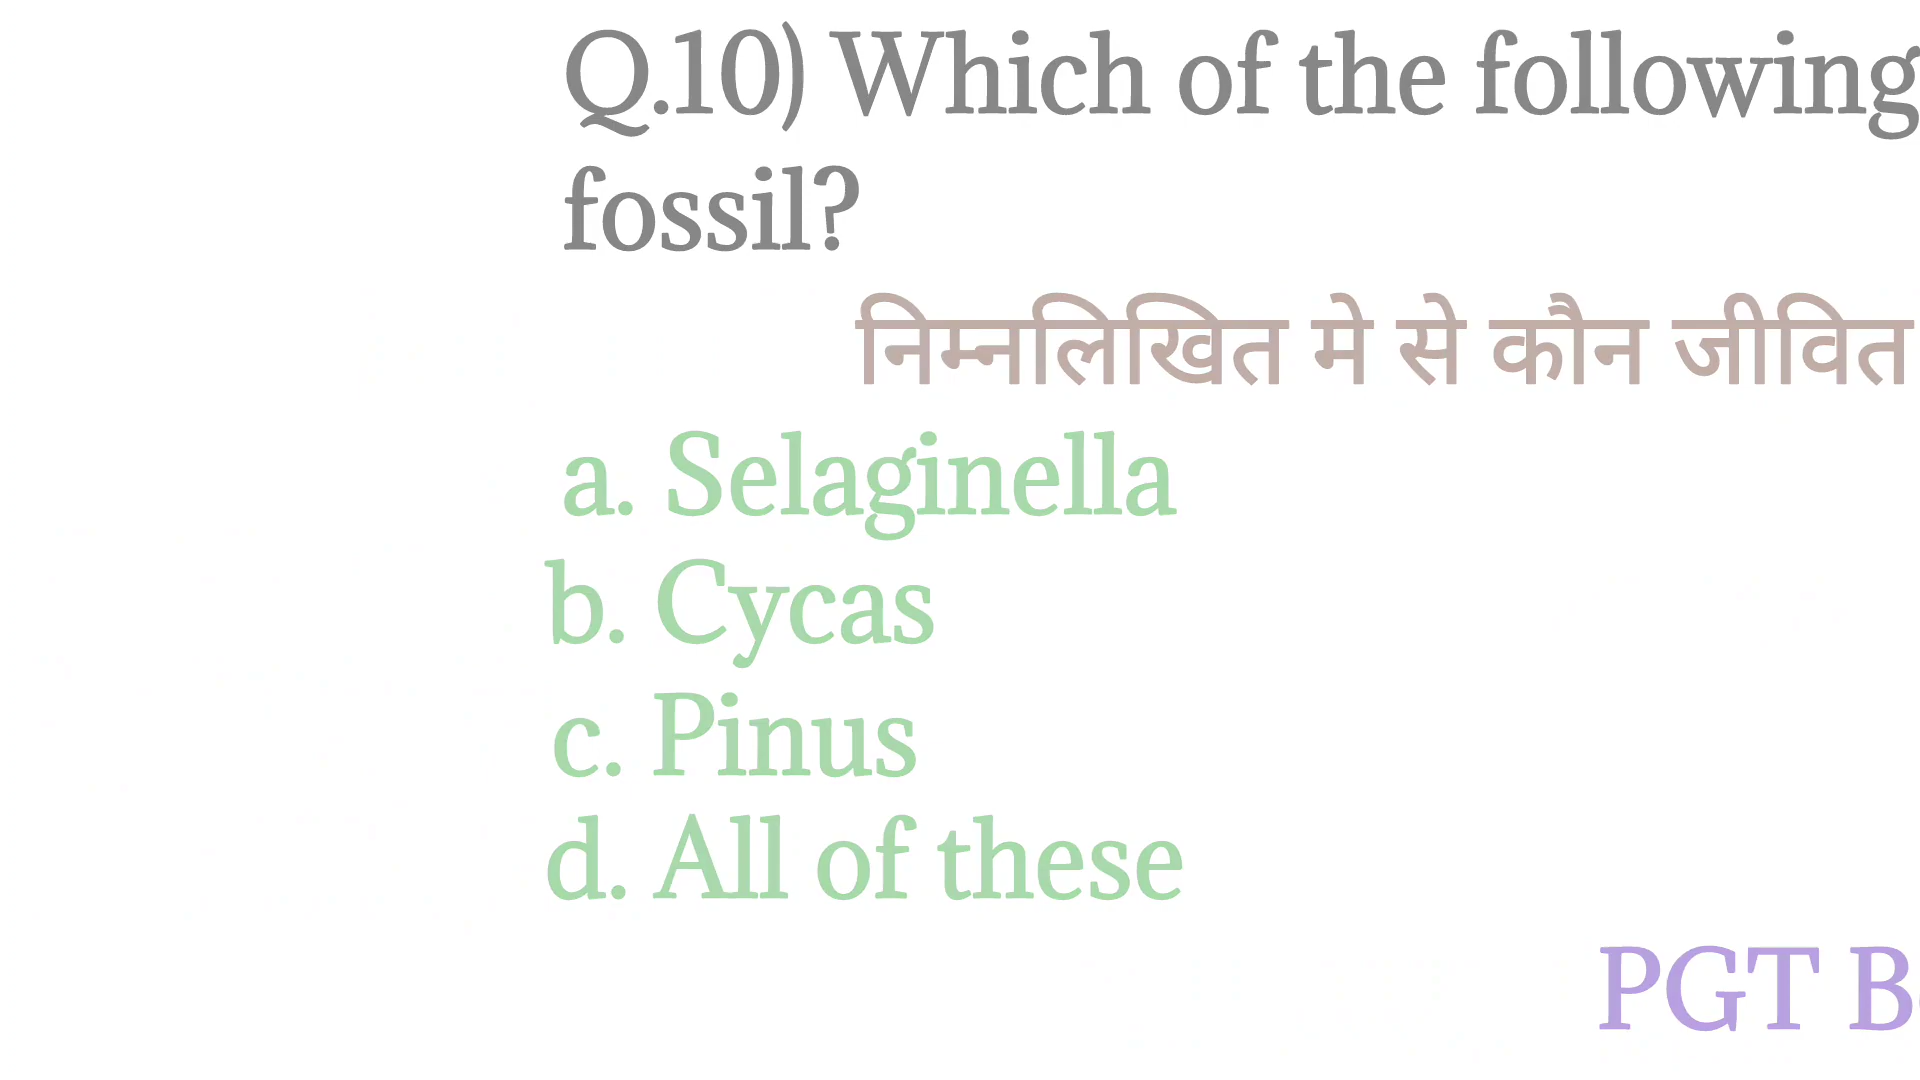 Q.10) Which of the following
fossil?
निम्नलिखित मे से कौन जीवित
a. Selaginella
b. Cycas
c. Pinus
d. All of these
PGT B